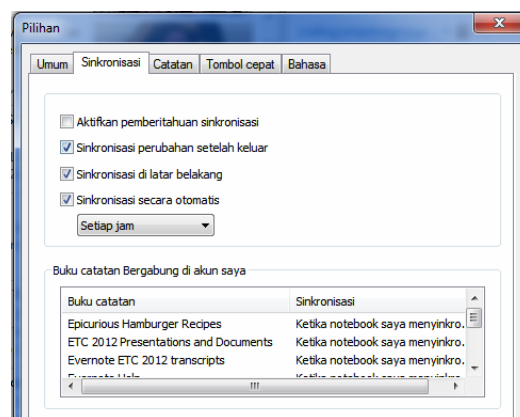 Pilihan
Umum Sinkronisasi Catatan Tombol cepat Bahasa
Aktifkan pemberitahuan sinkronisasi
Sinkronisasi perubahan setelah keluar
Sinkronisasi di latar belakang
Sinkronisasi secara otomatis
Setiap jam
Buku catatan Bergabung di akun saya
Buku catatan Sinkronisasi
Epicurious Hamburger Recipes Ketika notebook saya menyinkro.
ETC 2012 Presentations and Documents Ketika notebook saya menyinkro.
Evernote ETC 2012 transcripts Ketika notebook saya menyinkro.